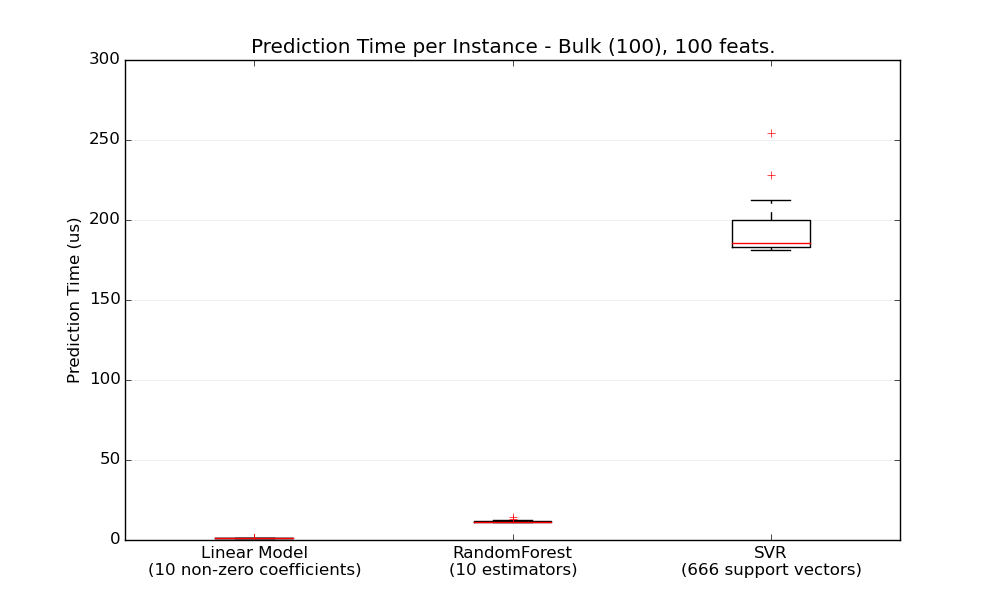 Prediction Time per Instance - Bulk (100), 100 feats.
300
250
200
150
100
50
0
Prediction Time (us)
Linear Model
(10 non-zero coefficients)
RandomForest
(10 estimators)
SVR
(666 support vectors)